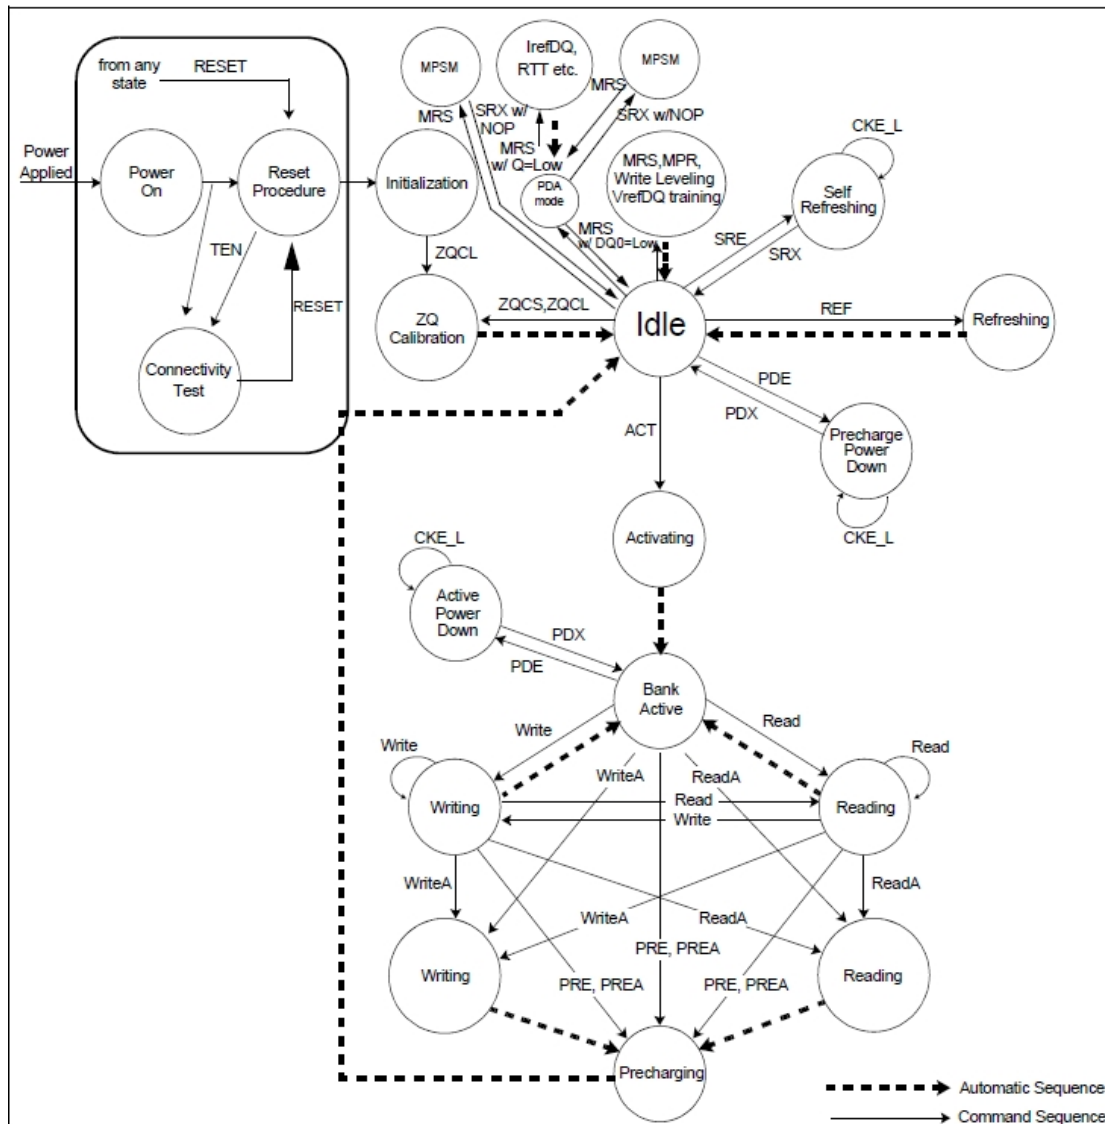 from any
state
RESET
Power
Applied
Power
On
Reset
Procedure
TEN
RESET
Connectivity
Test
MPSM
IrefDQ,
RTT etc.
MPSM
MRS
SRX w/
NOP
MRS
w/ Q=Low
MRS
SRX w/NOP
Initialization
PDA
mode
MRS,MPR,
Write Leveling
VrefDQ training
CKE_L
Self
Refreshing
MRS
w/ DQ0=Low
SRE
SRX
ZQCL
ZQ
Calibration
ZQCS,ZQCL
Idle
REF
Refreshing
PDE
PDX
Precharge
Power
Down
CKE_L
ACT
Activating
CKE_L
Active
Power
Down
PDX
PDE
Bank
Active
Write
Read
Write
Read
WriteA
ReadA
Writing
Read
Write
Reading
WriteA
ReadA
WriteA
ReadA
Writing
PRE, PREA
Reading
PRE, PREA
PRE, PREA
Precharging
Automatic Sequence
Command Sequence